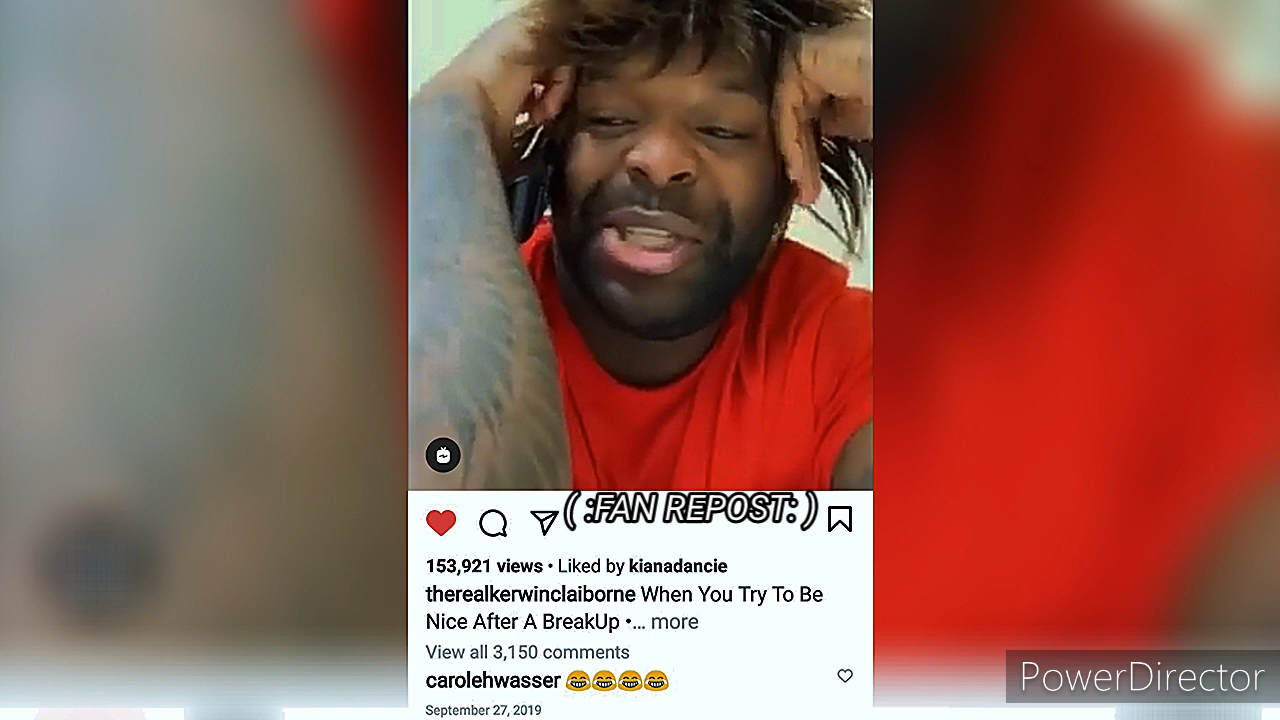 ( :FAN REPOST: )
153,921 views • Liked by kianadancie
therealkerwinclaiborne When You Try To Be
Nice After A BreakUp •... more
View all 3,150 comments
carolehwasser 😂😂😂😂
September 27, 2019
PowerDirector